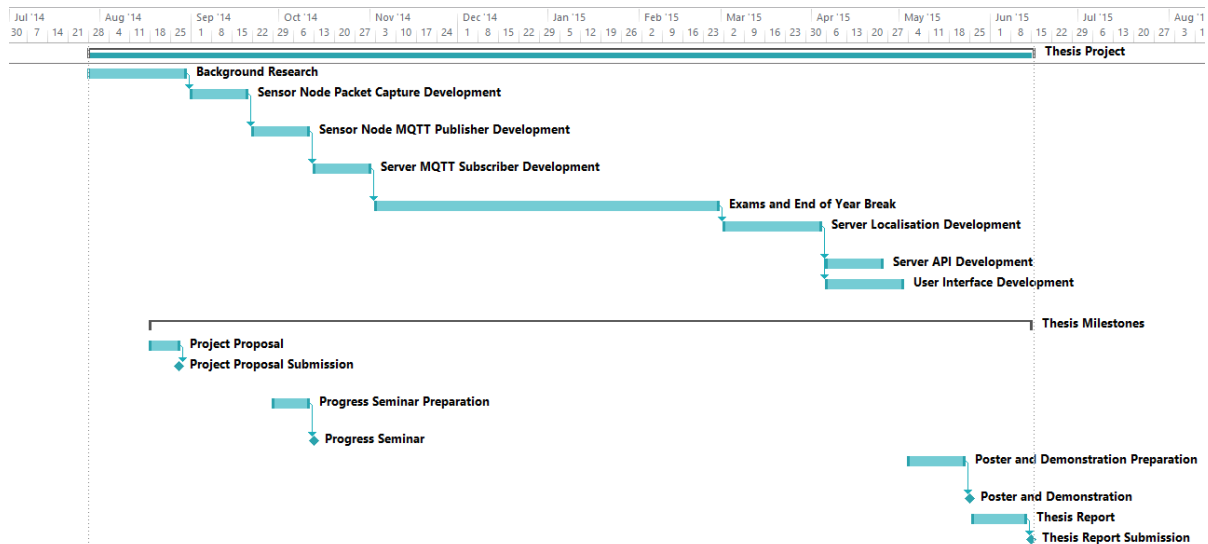 Jul '14 Aug '14 Sep '14 Oct '14 Nov '14 Dec '14 Jan '15 Feb '15 Mar '15 Apr '15 May '15 Jun '15 Jul '15 Aug '1
30 7 14 21 28 4 11 18 25 1 8 15 22 29 6 13 20 27 3 10 17 24 1 8 15 22 29 5 12 19 26 2 9 16 23 2 9 16 23 30 6 13 20 27 4 11 18 25 1 8 15 22 29 6 13 20 27 3 1
Thesis Project
Background Research
Sensor Node Packet Capture Development
Sensor Node MQTT Publisher Development
Server MQTT Subscriber Development
Exams and End of Year Break
Server Localisation Development
Server API Development
User Interface Development
Thesis Milestones
Project Proposal
Project Proposal Submission
Progress Seminar Preparation
Progress Seminar
Poster and Demonstration Preparation
Poster and Demonstration
Thesis Report
Thesis Report Submission